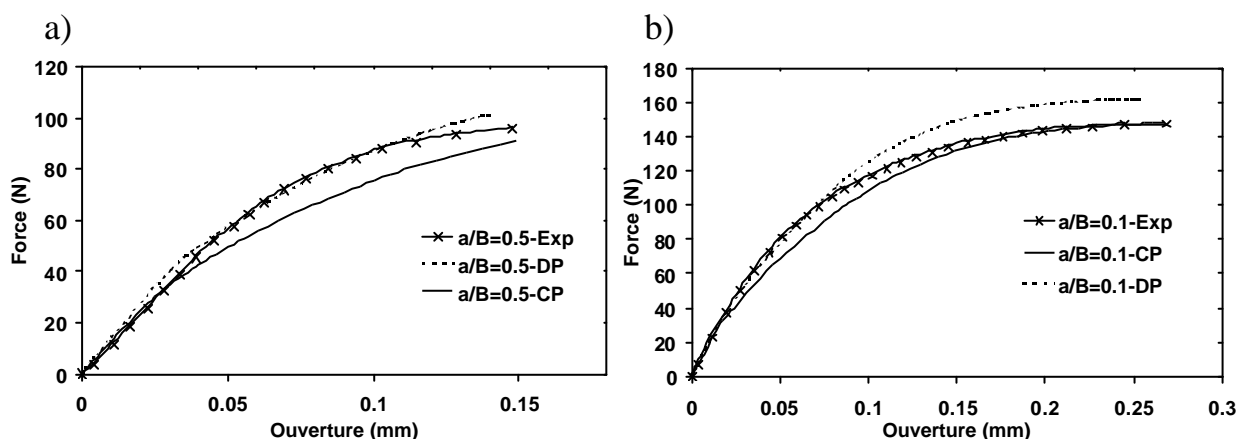 a)
120
100
80
60
40
20
0
0 0.05 0.1 0.15
Force (N)
Ouverture (mm)
a/B=0.5-Exp
a/B=0.5-DP
a/B=0.5-CP
b)
180
160
140
120
100
80
60
40
20
0
0 0.05 0.1 0.15 0.2 0.25 0.3
Force (N)
Ouverture (mm)
a/B=0.1-Exp
a/B=0.1-CP
a/B=0.1-DP